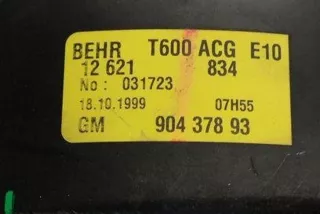 BEHR T600 ACG E10
12 621 834
No : 031723
18.10.1999 07H55
GM 904 378 93